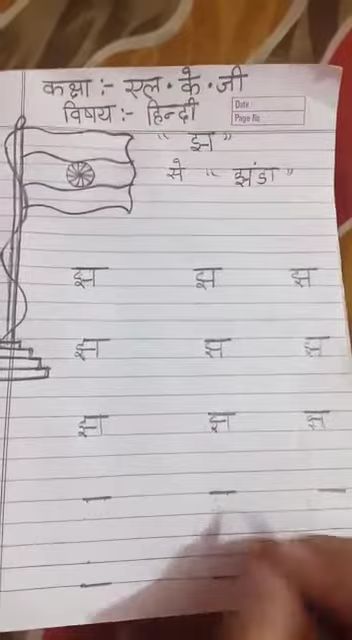 कक्षा :- एल . के . जी
विषय :- हिन्दी
Date
Page No
" झ "
से " झंडा "
झ झ झ
झ झ झ
झ झ झ